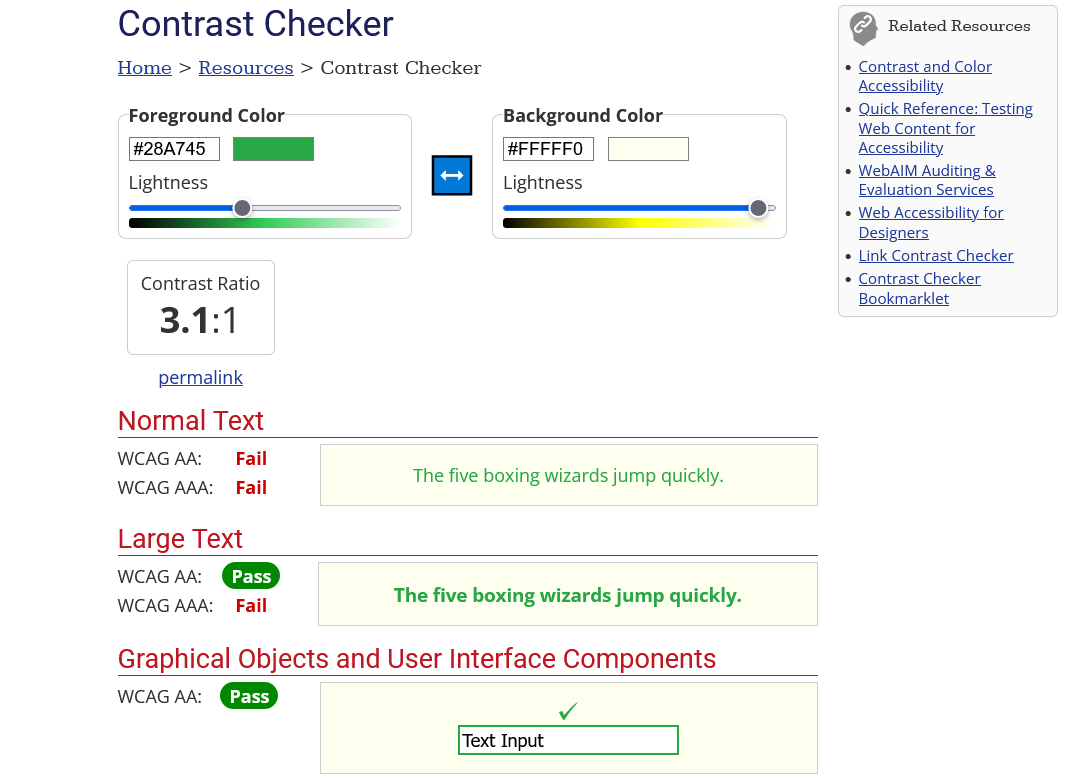 Contrast Checker
Home > Resources > Contrast Checker
Foreground Color
#28A745
Lightness
Background Color
#FFFFF0
Lightness
Contrast Ratio
3.1:1
permalink
Normal Text
WCAG AA: Fail
WCAG AAA: Fail
The five boxing wizards jump quickly.
Large Text
WCAG AA: Pass
WCAG AAA: Fail
The five boxing wizards jump quickly.
Graphical Objects and User Interface Components
WCAG AA: Pass
✓
Text Input
Related Resources
• Contrast and Color
Accessibility
• Quick Reference: Testing
Web Content for
Accessibility
• WebAIM Auditing &
Evaluation Services
• Web Accessibility for
Designers
• Link Contrast Checker
• Contrast Checker
Bookmarklet